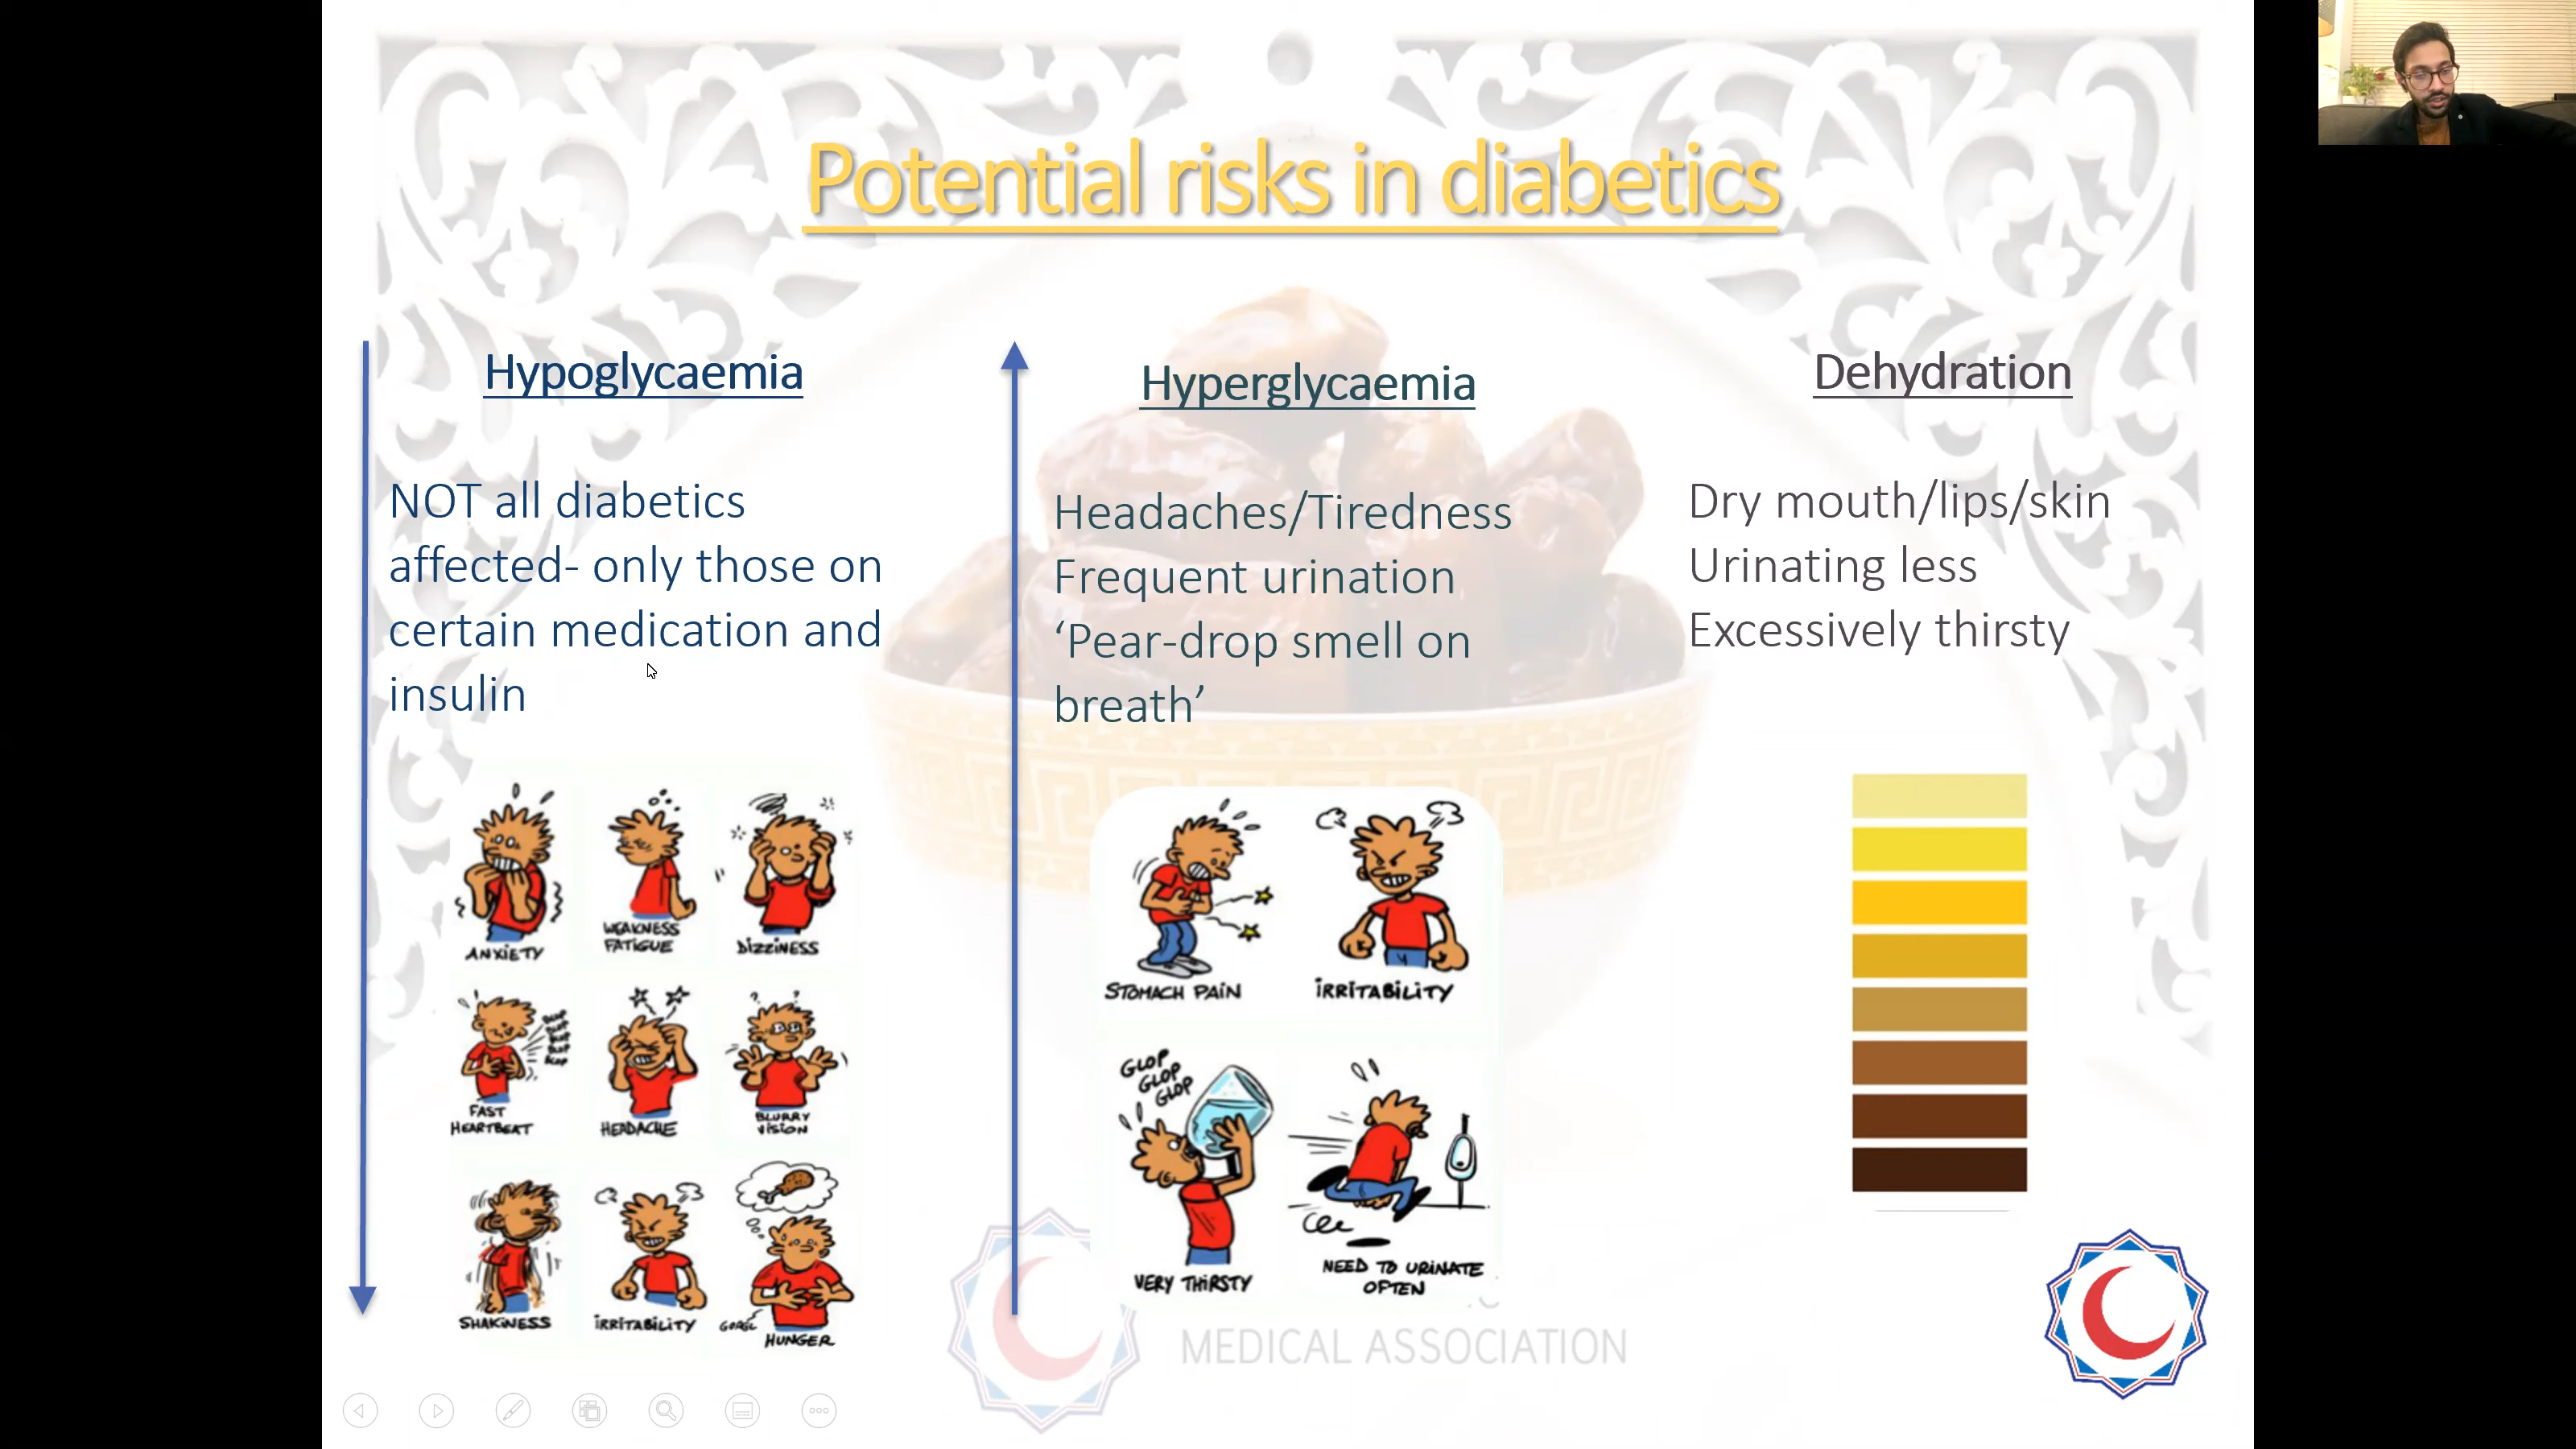 Potential risks in diabetics
Hypoglycaemia
NOT all diabetics
affected- only those on
certain medication and
insulin
ANXIETY
WEAKNESS
FATIGUE
DIZZINESS
FAST
HEARTBEAT
HEADACHE
BLURRY
VISION
SHAKINESS
IRRITABILITY
HUNGER
Hyperglycaemia
Headaches/Tiredness
Frequent urination
‘Pear-drop smell on
breath’
STOMACH PAIN
IRRITABILITY
GLOP
GLOP
GLOP
VERY THIRSTY
NEED TO URINATE
OFTEN
Dehydration
Dry mouth/lips/skin
Urinating less
Excessively thirsty
MEDICAL ASSOCIATION